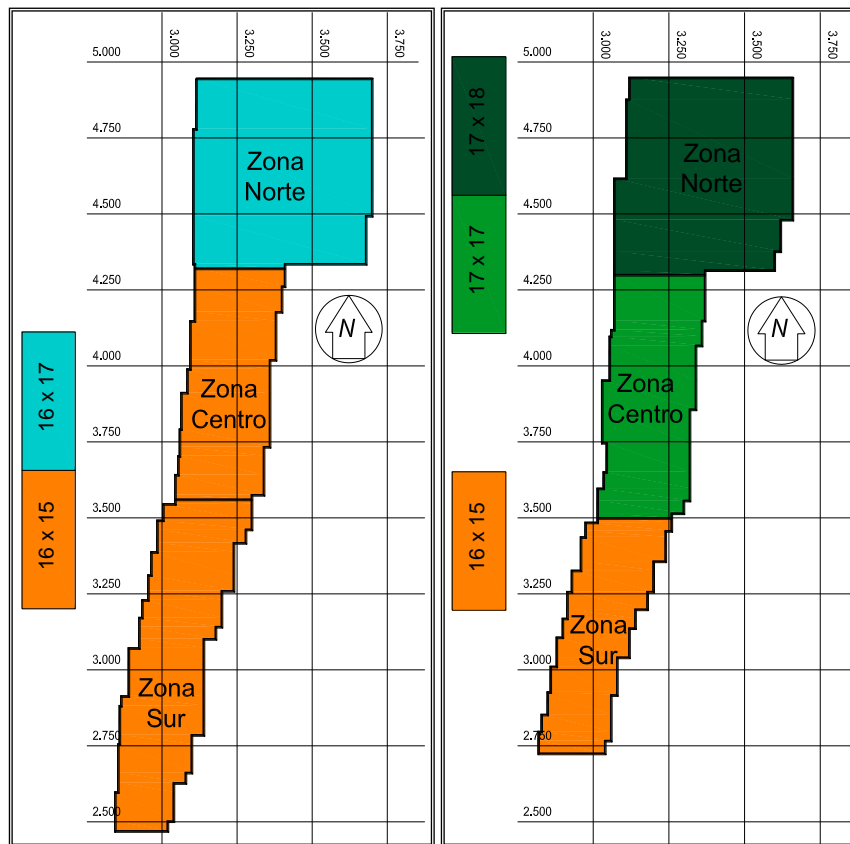 3.000
3.250
3.500
3.750
5.000
4.750
4.500
4.250
4.000
3.750
3.500
3.250
3.000
2.750
2.500
Zona
Norte
Zona
Centro
Zona
Sur
N
16 x 17
16 x 15
3.000
3.250
3.500
3.750
5.000
4.750
4.500
4.250
4.000
3.750
3.500
3.250
3.000
2.750
2.500
17 x 18
17 x 17
16 x 15
Zona
Norte
Zona
Centro
Zona
Sur
N